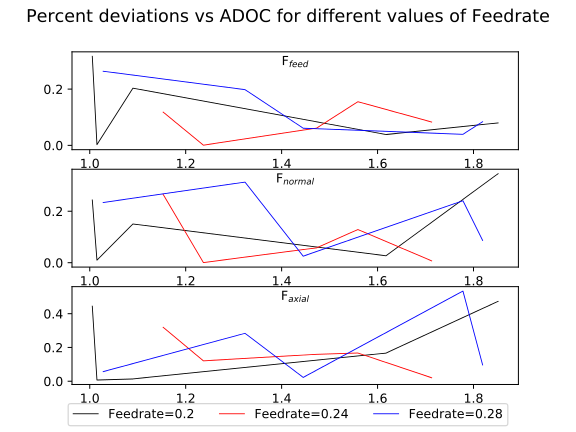 Percent deviations vs ADOC for different values of Feedrate
F_feed
0.2
0.0
1.0 1.2 1.4 1.6 1.8
F_normal
0.2
0.0
1.0 1.2 1.4 1.6 1.8
F_axial
0.4
0.2
0.0
1.0 1.2 1.4 1.6 1.8
Feedrate=0.2 Feedrate=0.24 Feedrate=0.28